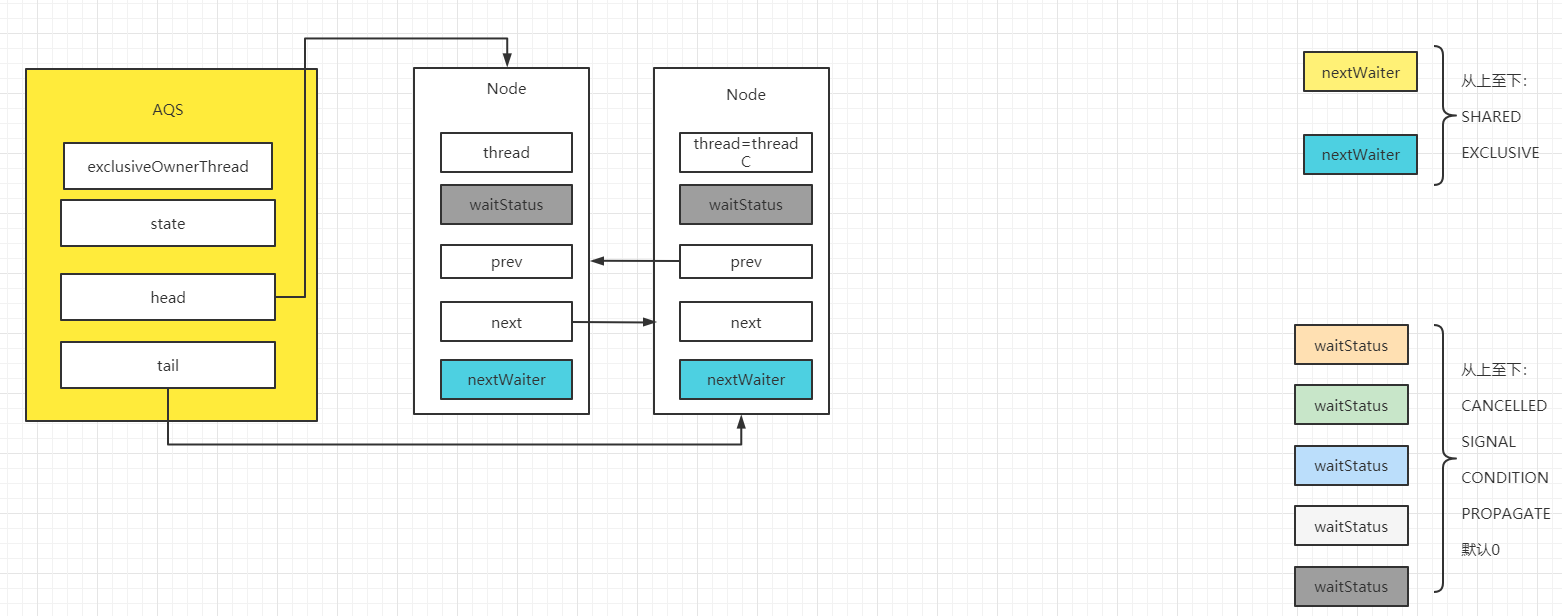 AQS
exclusiveOwnerThread
state
head
tail
Node
thread
waitStatus
prev
next
nextWaiter
Node
thread=thread
C
waitStatus
prev
next
nextWaiter
nextWaiter
nextWaiter
从上至下:
SHARED
EXCLUSIVE
waitStatus
waitStatus
waitStatus
waitStatus
waitStatus
从上至下:
CANCELLED
SIGNAL
CONDITION
PROPAGATE
默认0